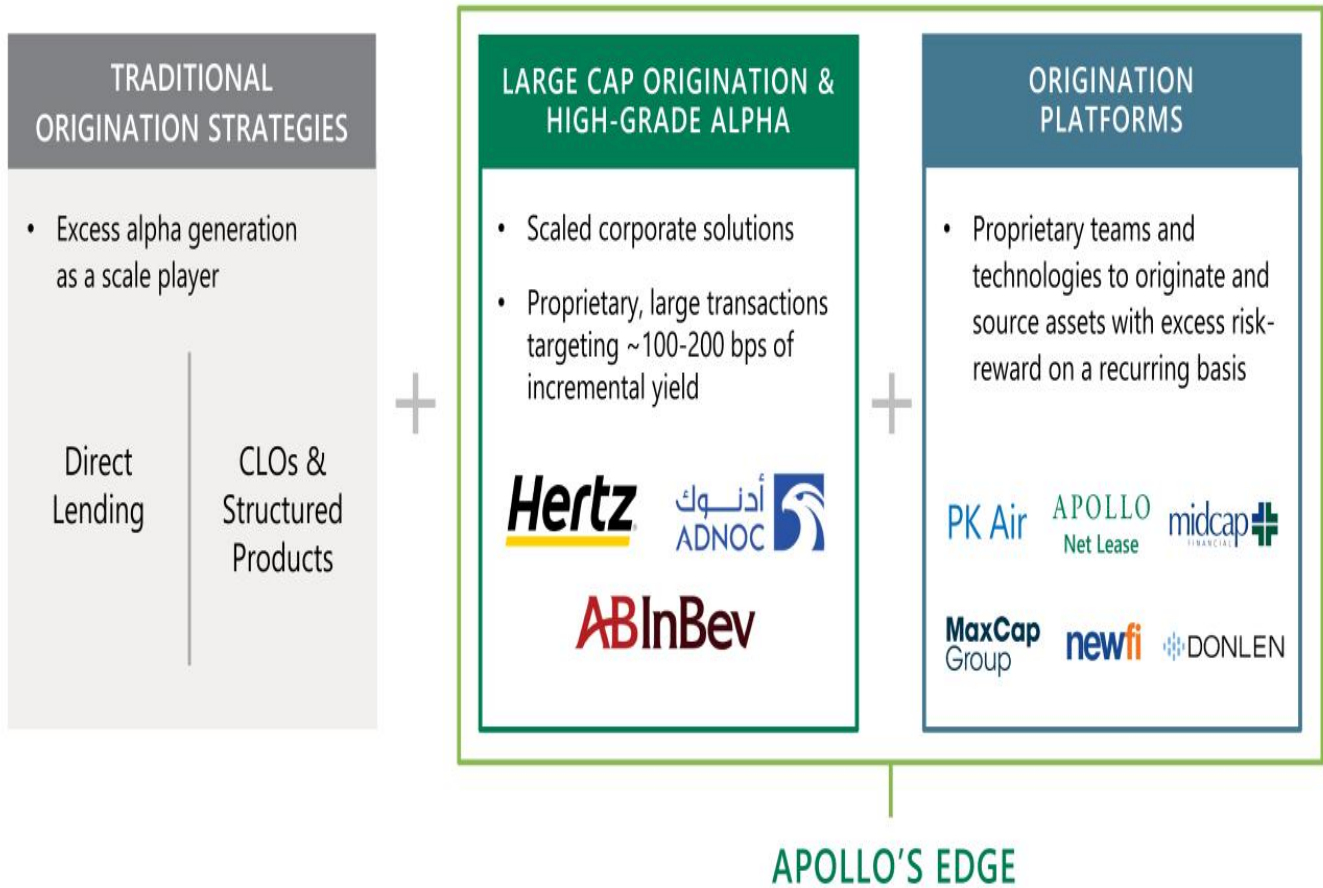 TRADITIONAL
ORIGINATION STRATEGIES
• Excess alpha generation
as a scale player
Direct
Lending
CLOs &
Structured
Products
+
LARGE CAP ORIGINATION &
HIGH-GRADE ALPHA
• Scaled corporate solutions
• Proprietary, large transactions
targeting ~100-200 bps of
incremental yield
Hertz
أدنوك
ADNOC
ABInBev
+
ORIGINATION
PLATFORMS
• Proprietary teams and
technologies to originate and
source assets with excess risk-
reward on a recurring basis
PK Air
APOLLO
Net Lease
midcap
FINANCIAL
MaxCap
Group
newfi
DONLEN
APOLLO'S EDGE